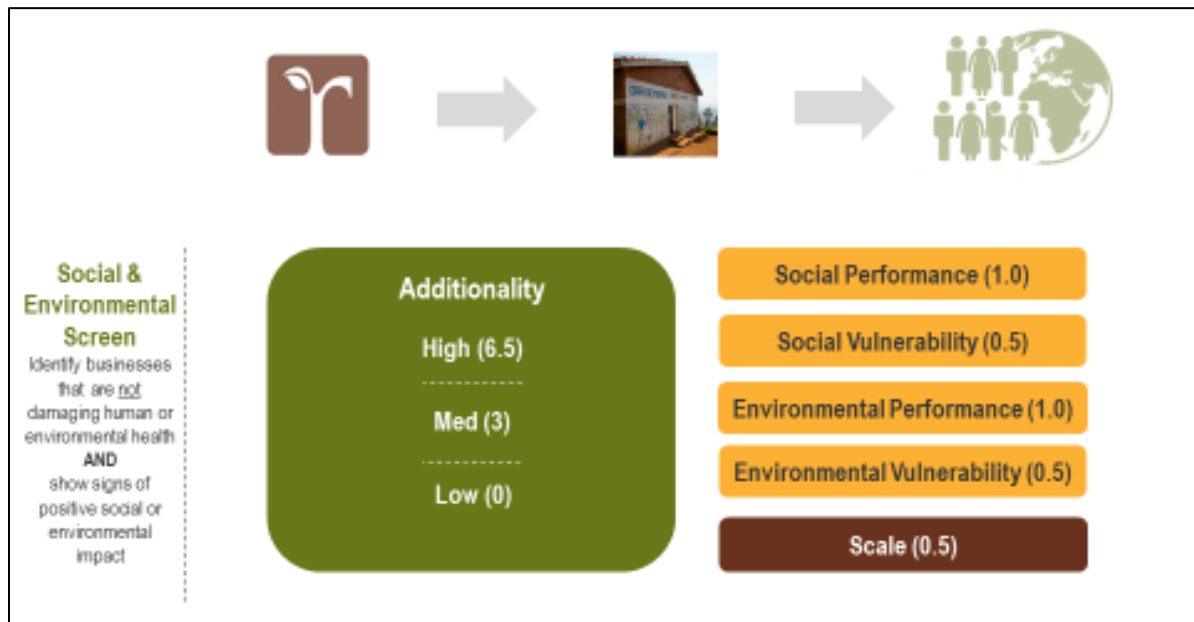 Social &
Environmental
Screen
Identify businesses
that are not
damaging human or
environmental health
AND
show signs of
positive social or
environmental
impact
Additionality
High (6.5)
Med (3)
Low (0)
Social Performance (1.0)
Social Vulnerability (0.5)
Environmental Performance (1.0)
Environmental Vulnerability (0.5)
Scale (0.5)